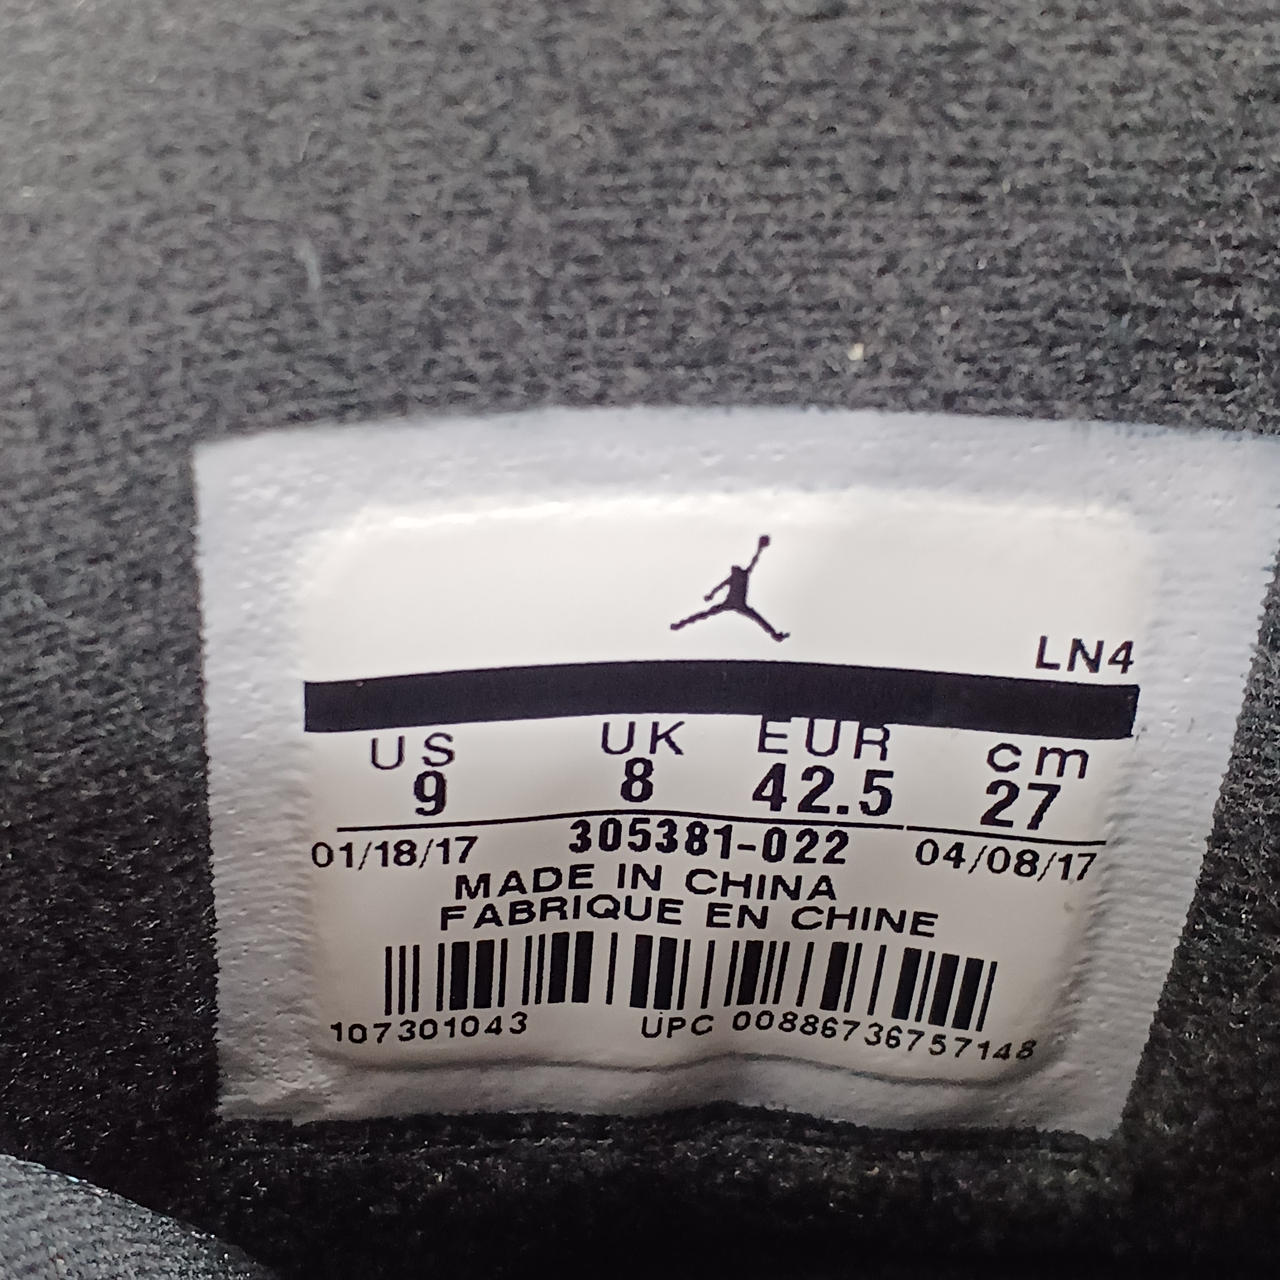 LN4
US UK EUR cm
9 8 42.5 27
01/18/17 305381-022 04/08/17
MADE IN CHINA
FABRIQUE EN CHINE
107301043 UPC 00886736757148